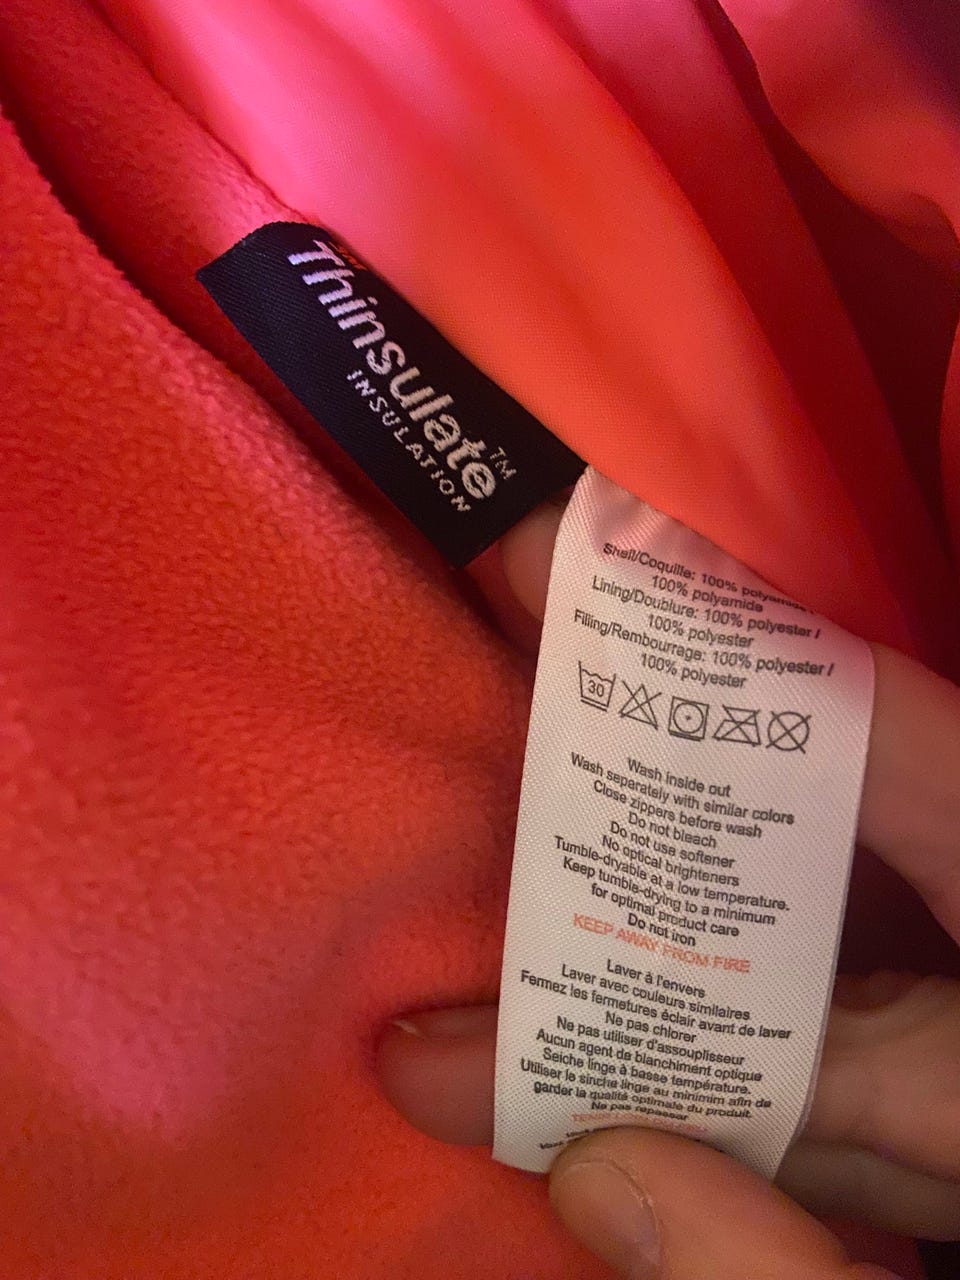 Thinsulate™
INSULATION
Shell/Coquille: 100% polyamide /
100% polyamide
Lining/Doublure: 100% polyester /
100% polyester
Filling/Rembourrage: 100% polyester /
100% polyester
30
Wash inside out
Wash separately with similar colors
Close zippers before wash
Do not bleach
Do not use softener
No optical brighteners
Tumble-dryable at a low temperature.
Keep tumble-drying to a minimum
for optimal product care
Do not iron
KEEP AWAY FROM FIRE
Laver à l'envers
Laver avec couleurs similaires
Fermez les fermetures éclair avant de laver
Ne pas chlorer
Ne pas utiliser d'assouplisseur
Aucun agent de blanchiment optique
Seiche linge à basse température.
Utiliser le sinche linge au minimim afin de
garder la qualité optimale du produit.
Ne pas repasser